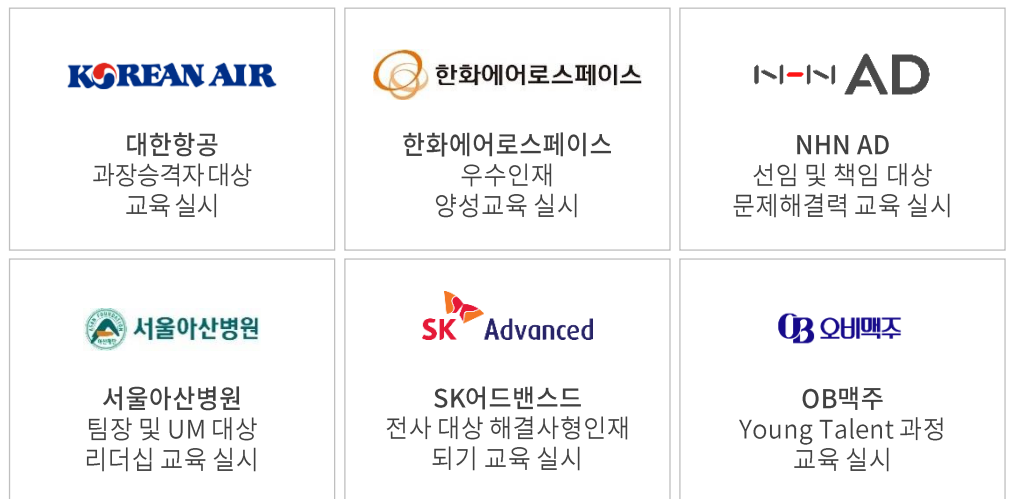 KOREAN AIR
대한항공
과장승격자 대상
교육 실시
한화에어로스페이스
한화에어로스페이스
우수인재
양성교육 실시
NHN AD
NHN AD
선임 및 책임 대상
문제해결력 교육 실시
ASAN FOUNDATION
아산재단
서울아산병원
서울아산병원
팀장 및 UM 대상
리더십 교육 실시
SK Advanced
SK어드밴스드
전사 대상 해결사형인재
되기 교육 실시
OB 오비맥주
OB맥주
Young Talent 과정
교육 실시